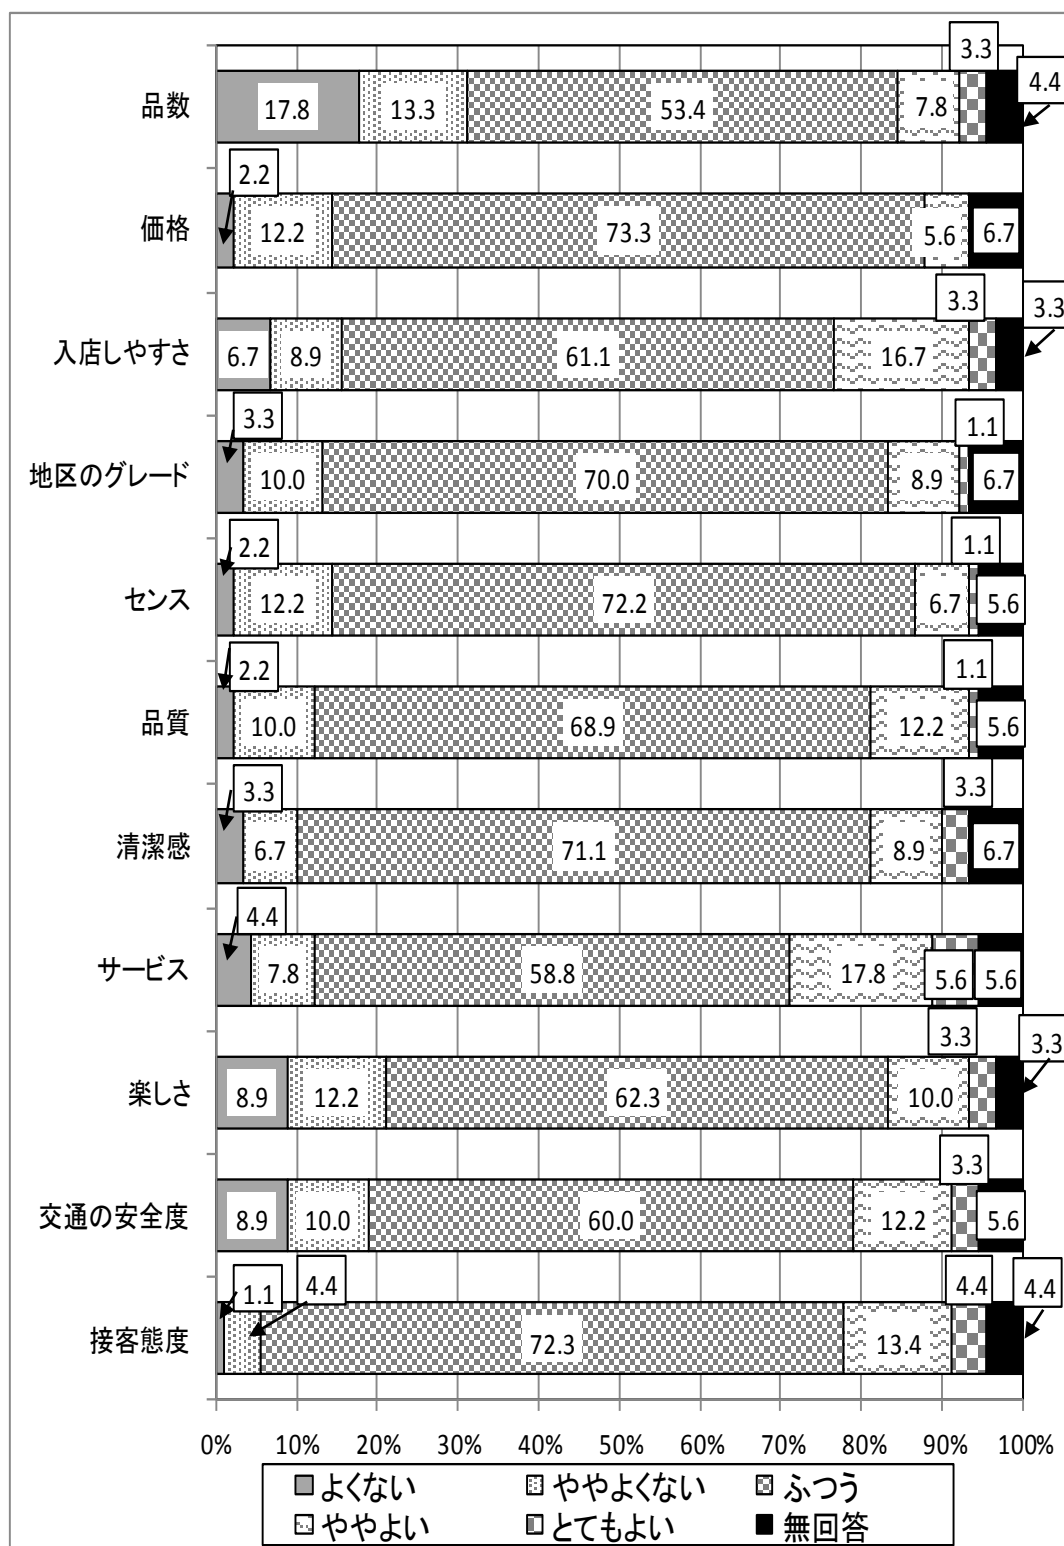 3.3
4.4
品数 17.8 13.3 53.4 7.8
2.2
価格 12.2 73.3 5.6 6.7
3.3 3.3
入店しやすさ 6.7 8.9 61.1 16.7
3.3 1.1
地区のグレード 10.0 70.0 8.9 6.7
2.2 1.1
センス 12.2 72.2 6.7 5.6
2.2 1.1
品質 10.0 68.9 12.2 5.6
3.3 3.3
清潔感 6.7 71.1 8.9 6.7
4.4
サービス 7.8 58.8 17.8 5.6 5.6
3.3 3.3
楽しさ 8.9 12.2 62.3 10.0
3.3
交通の安全度 8.9 10.0 60.0 12.2 5.6
1.1 4.4 4.4 4.4
接客態度 72.3 13.4
0% 10% 20% 30% 40% 50% 60% 70% 80% 90% 100%
よくない ややよくない ふつう
ややよい とてもよい 無回答